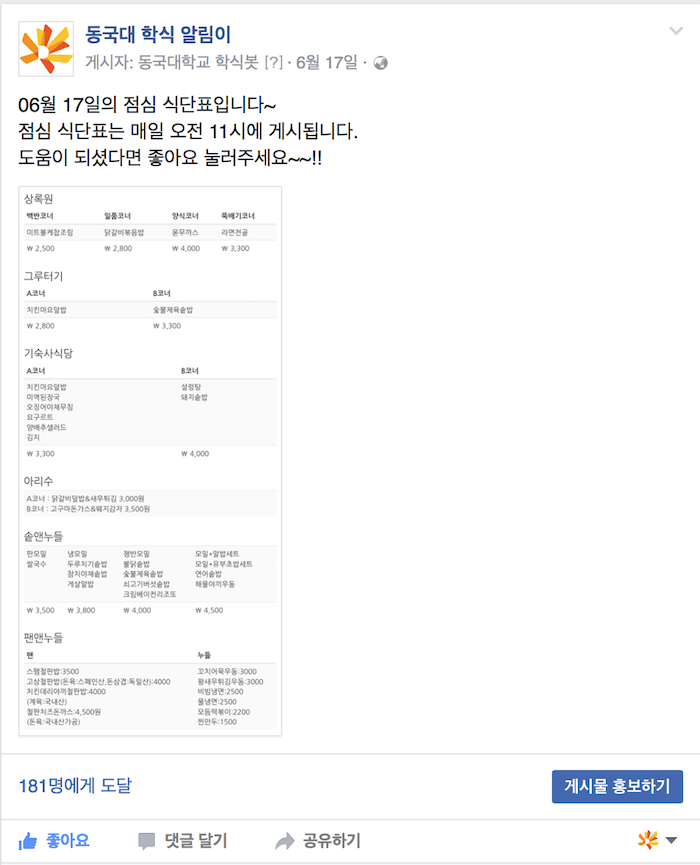 동국대 학식 알림이
게시자: 동국대학교 학식봇 [?] · 6월 17일 ·
06월 17일의 점심 식단표입니다~
점심 식단표는 매일 오전 11시에 게시됩니다.
도움이 되셨다면 좋아요 눌러주세요~~!!
상록원
백반코너 일품코너 양식코너 뚝배기코너
미트볼케찹조림 닭갈비볶음밥 온무까스 라면전골
₩ 2,500 ₩ 2,800 ₩ 4,000 ₩ 3,300
그루터기
A코너 B코너
치킨마요덮밥 숯불제육솥밥
₩ 2,800 ₩ 3,300
기숙사식당
A코너 B코너
치킨마요덮밥 설렁탕
미역된장국 돼지솥밥
오징어야채무침
요구르트
양배추샐러드
김치
₩ 3,300 ₩ 4,000
아리수
A코너 : 닭갈비덮밥&새우튀김 3,000원
B코너 : 고구마돈가스&웨지감자 3,500원
솥앤누들
판모밀 냉모밀 쟁반모밀 모밀+알밥세트
쌀국수 두루치기솥밥 불닭솥밥 모밀+유부초밥세트
참치야채솥밥 숯불제육솥밥 연어솥밥
게살알밥 쇠고기버섯솥밥 해물야끼우동
크림베이컨리조또
₩ 3,500 ₩ 3,800 ₩ 4,000 ₩ 4,500
팬앤누들
팬 누들
스팸철판밥:3500 꼬치어묵우동:3000
고삼철판밥(돈육:스페인산,돈삼겹:독일산):4000 왕새우튀김우동:3000
치킨데리야끼철판밥:4000 비빔냉면:2500
(계육:국내산) 물냉면:2500
철판치즈돈까스:4,500원 모듬떡볶이:2200
(돈육:국내산가공) 찐만두:1500
181명에게 도달
게시물 홍보하기
좋아요 댓글 달기 공유하기